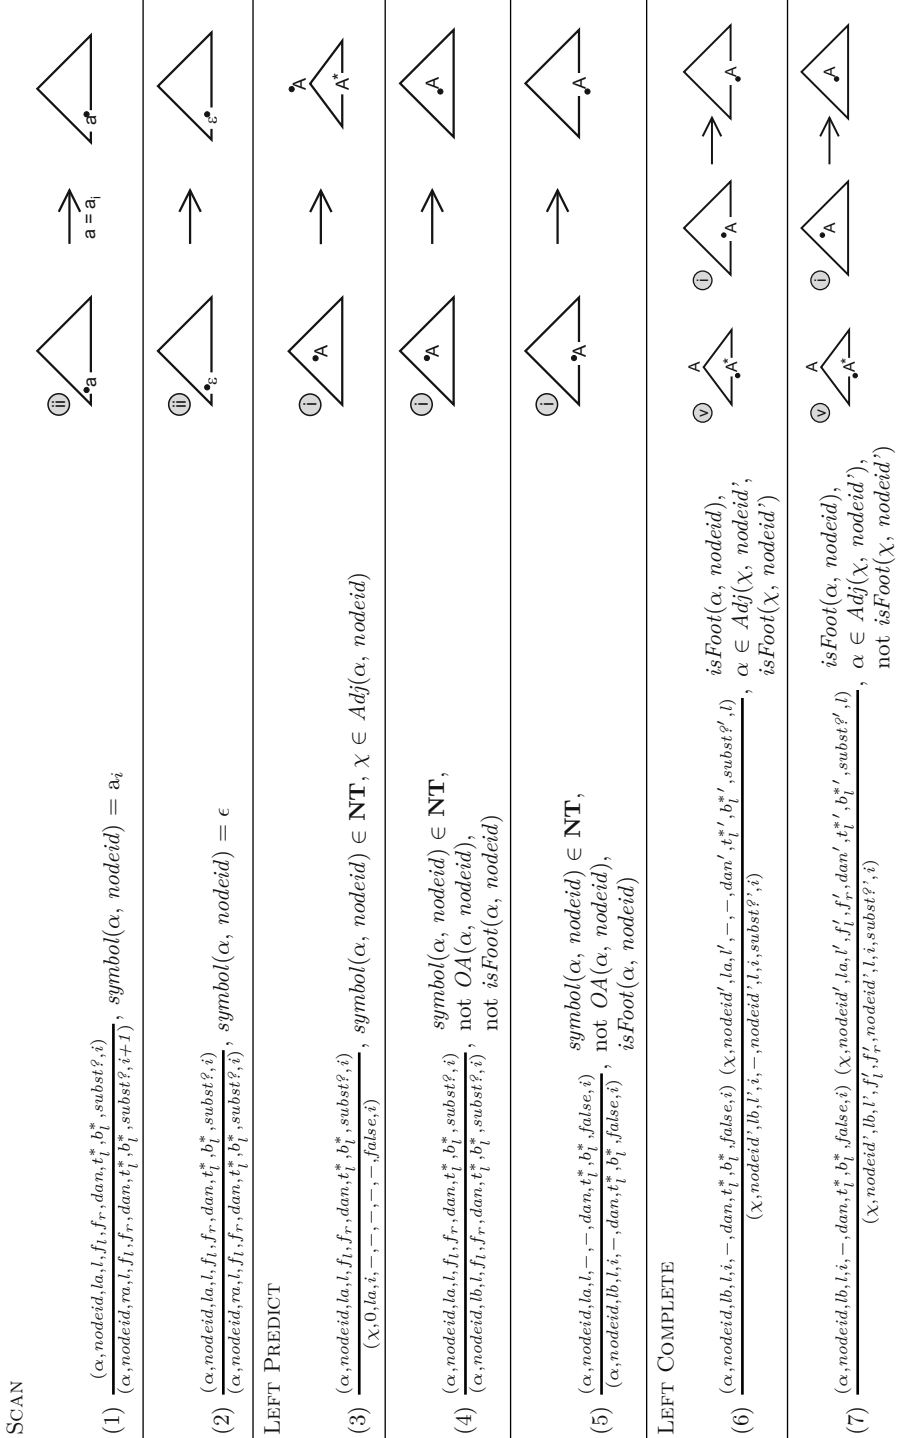 SCAN
(1) (α,nodeid,la,l,f_l,f_r,dan,t_l^*,b_l^*,subst?,i)
(α,nodeid,ra,l,f_l,f_r,dan,t_l^*,b_l^*,subst?,i+1) , symbol(α, nodeid) = a_i
ii
a
a = a_i
a
(2) (α,nodeid,la,l,f_l,f_r,dan,t_l^*,b_l^*,subst?,i)
(α,nodeid,ra,l,f_l,f_r,dan,t_l^*,b_l^*,subst?,i) , symbol(α, nodeid) = ϵ
ii
ε
ε
LEFT PREDICT
(3) (α,nodeid,la,l,f_l,f_r,dan,t_l^*,b_l^*,subst?,i)
(χ,0,la,i,−,−,−,−,−,false,i) , symbol(α, nodeid) ∈ NT, χ ∈ Adj(α, nodeid)
i
A
A
A*
(4) (α,nodeid,la,l,f_l,f_r,dan,t_l^*,b_l^*,subst?,i)
(α,nodeid,lb,l,f_l,f_r,dan,t_l^*,b_l^*,subst?,i) ,
symbol(α, nodeid) ∈ NT,
not OA(α, nodeid),
not isFoot(α, nodeid)
i
A
A
(5) (α,nodeid,la,l,−,−,dan,t_l^*,b_l^*,false,i)
(α,nodeid,lb,l,i,−,dan,t_l^*,b_l^*,false,i) ,
symbol(α, nodeid) ∈ NT,
not OA(α, nodeid),
isFoot(α, nodeid)
i
A
A
LEFT COMPLETE
(6) (α,nodeid,lb,l,i,−,dan,t_l^*,b_l^*,false,i) (χ,nodeid′,la,l′,−,−,dan′,t_l^*′,b_l^*′,subst?′,l)
(χ,nodeid',lb,l',i,−,nodeid',l,i,subst?',i) ,
isFoot(α, nodeid),
α ∈ Adj(χ, nodeid',
isFoot(χ, nodeid')
v
A
A*
i
A
A
(7) (α,nodeid,lb,l,i,−,dan,t_l^*,b_l^*,false,i) (χ,nodeid′,la,l′,f_l′,f_r′,dan′,t_l^*′,b_l^*′,subst?′,l)
(χ,nodeid',lb,l',f_l′,f_r′,nodeid',l,i,subst?',i) ,
isFoot(α, nodeid),
α ∈ Adj(χ, nodeid'),
not isFoot(χ, nodeid')
v
A
A*
i
A
A